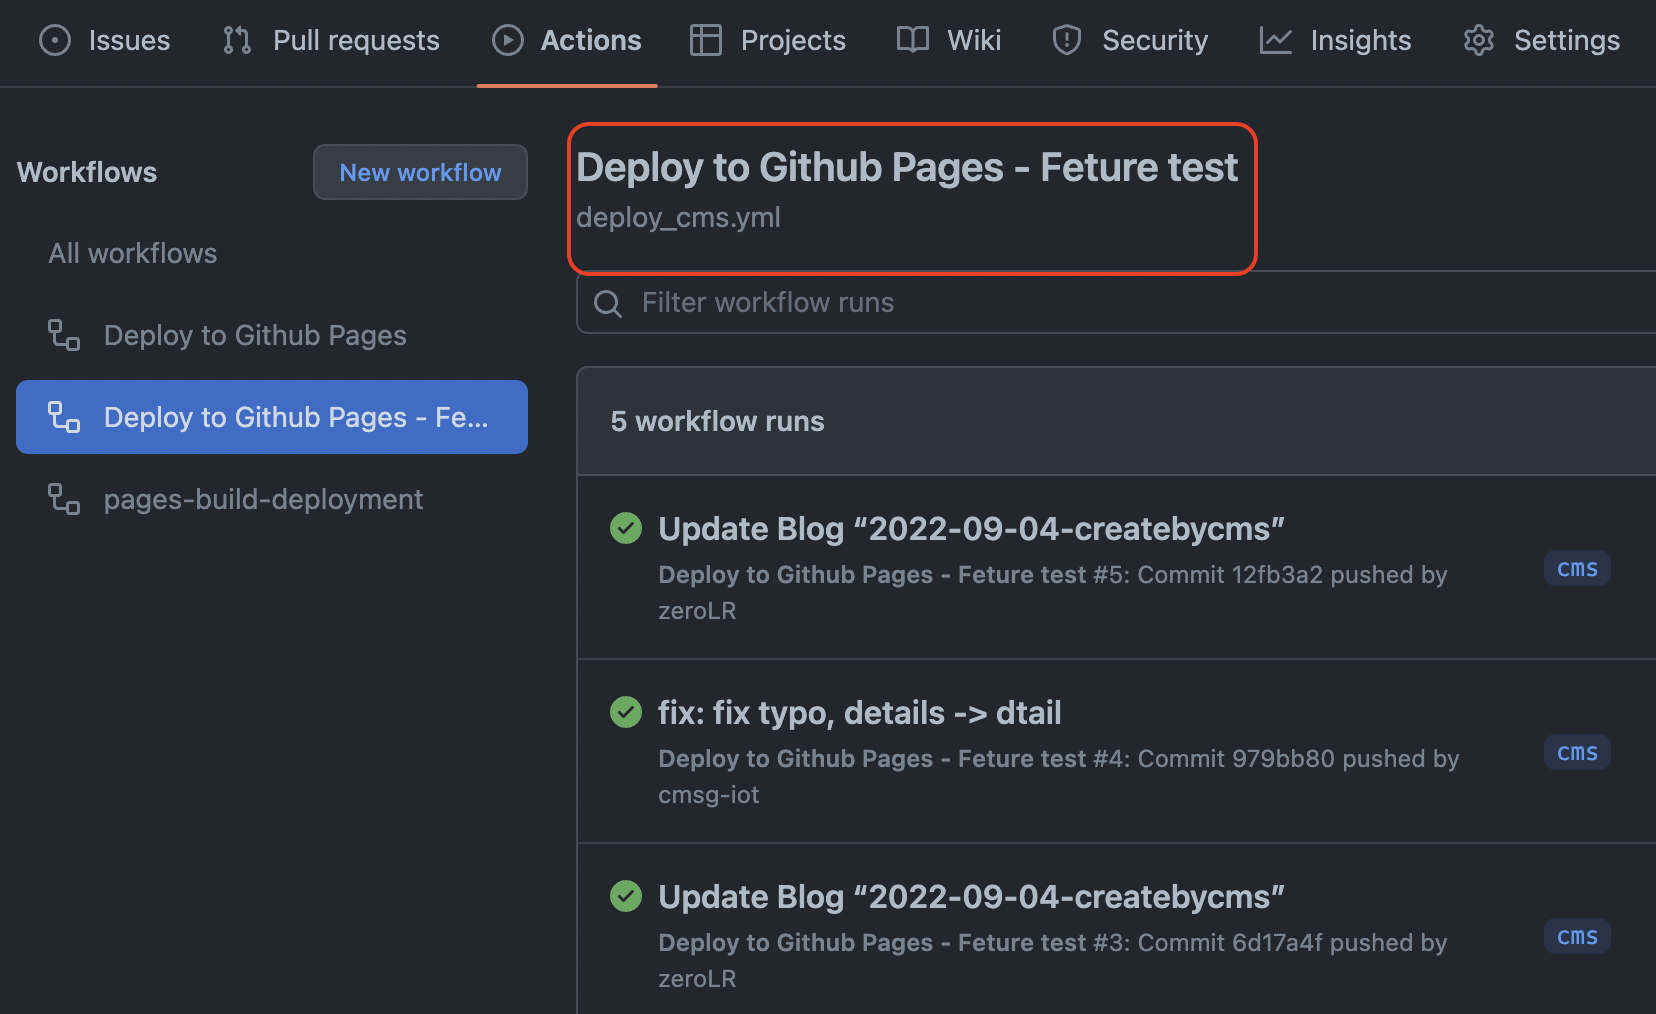 Issues Pull requests Actions Projects Wiki Security Insights Settings
Workflows
New workflow
All workflows
Deploy to Github Pages
Deploy to Github Pages - Fe...
pages-build-deployment
Deploy to Github Pages - Feture test
deploy_cms.yml
Filter workflow runs
5 workflow runs
Update Blog “2022-09-04-createbycms”
Deploy to Github Pages - Feture test #5: Commit 12fb3a2 pushed by
zeroLR
cms
fix: fix typo, details -> dtail
Deploy to Github Pages - Feture test #4: Commit 979bb80 pushed by
cmsg-iot
cms
Update Blog “2022-09-04-createbycms”
Deploy to Github Pages - Feture test #3: Commit 6d17a4f pushed by
zeroLR
cms